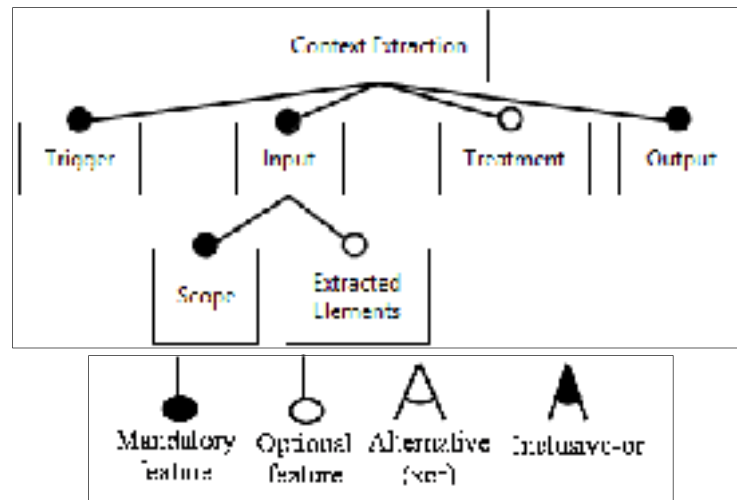 Context Extraction
Trigger Input Treatment Output
Scope Extracted
Elements
Mandatory Optional Alternative Inclusive-or
feature feature (xor)